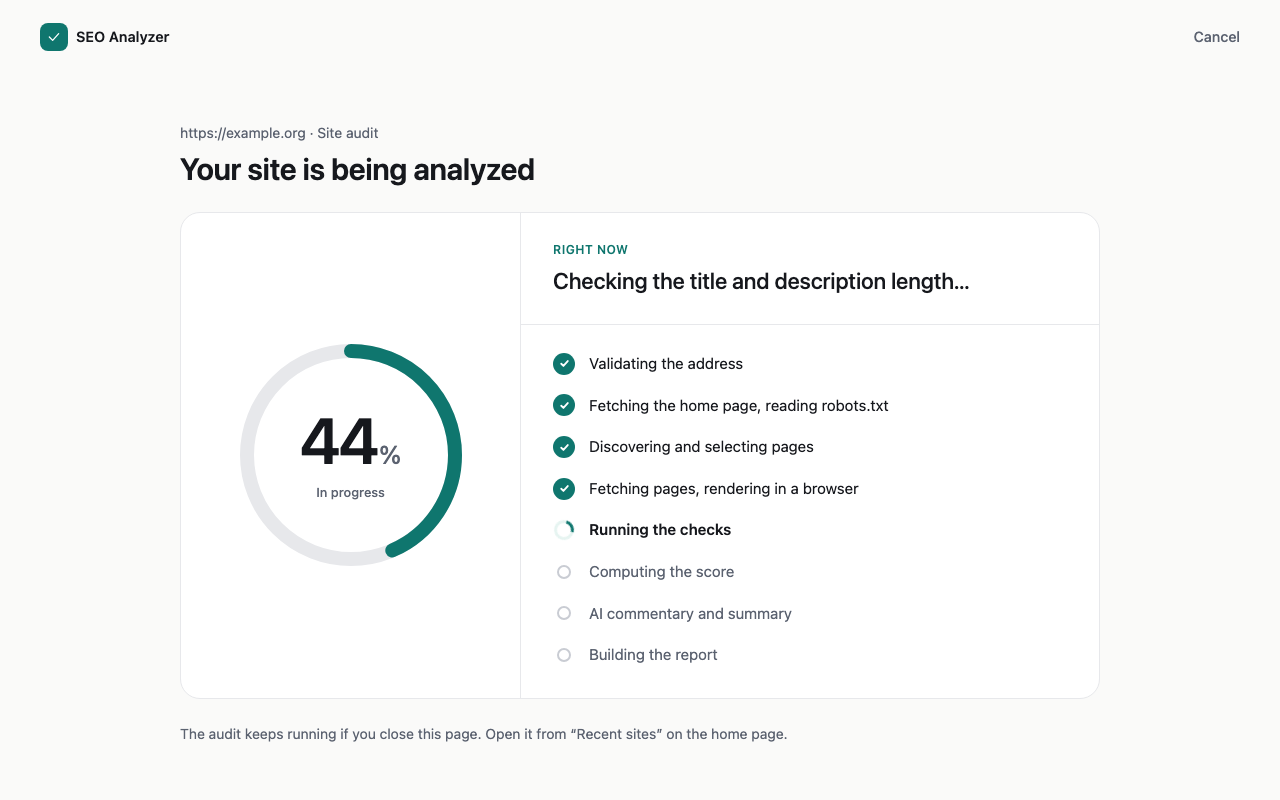 SEO Analyzer
Cancel
https://example.org · Site audit
Your site is being analyzed
44%
In progress
RIGHT NOW
Checking the title and description length…
Validating the address
Fetching the home page, reading robots.txt
Discovering and selecting pages
Fetching pages, rendering in a browser
Running the checks
Computing the score
AI commentary and summary
Building the report
The audit keeps running if you close this page. Open it from “Recent sites” on the home page.